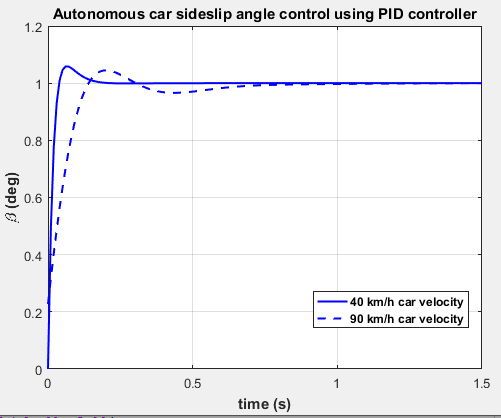 Autonomous car sideslip angle control using PID controller
1.2
1
0.8
0.6
0.4
0.2
0
β (deg)
40 km/h car velocity
90 km/h car velocity
0
0.5
1
1.5
time (s)